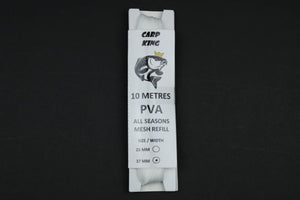 CARP
KING
10 METRES
PVA
ALL SEASONS
MESH REFILL
SIZE / WIDTH
25 MM
37 MM